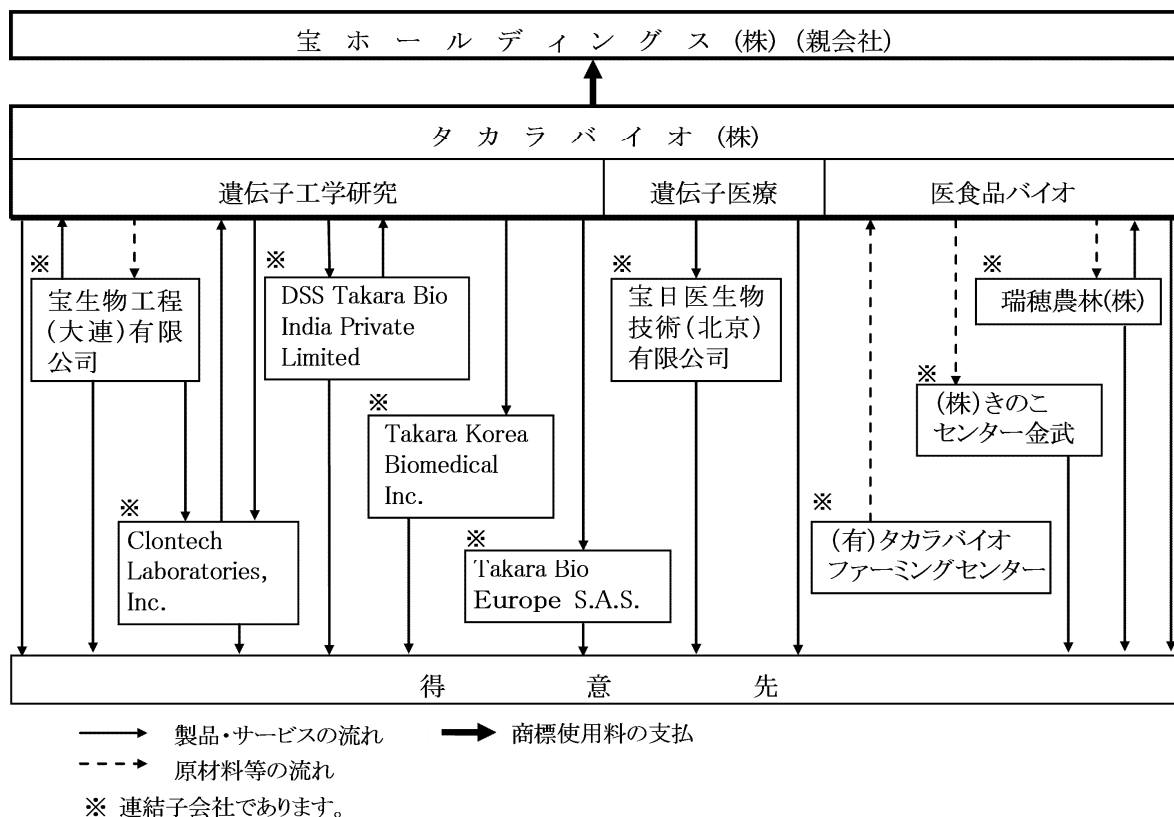 宝ホールディングス(株)(親会社)
タカラバイオ(株)
遺伝子工学研究
遺伝子医療
医食品バイオ
※
宝生物工程
(大連)有限
公司
※
DSS Takara Bio
India Private
Limited
※
宝日医生物
技術(北京)
有限公司
※
瑞穂農林(株)
※
(株)きのこ
センター金武
※
Takara Korea
Biomedical
Inc.
※
Clontech
Laboratories,
Inc.
※
Takara Bio
Europe S.A.S.
※
(有)タカラバイオ
ファーミングセンター
得意先
製品・サービスの流れ
商標使用料の支払
原材料等の流れ
※ 連結子会社であります。